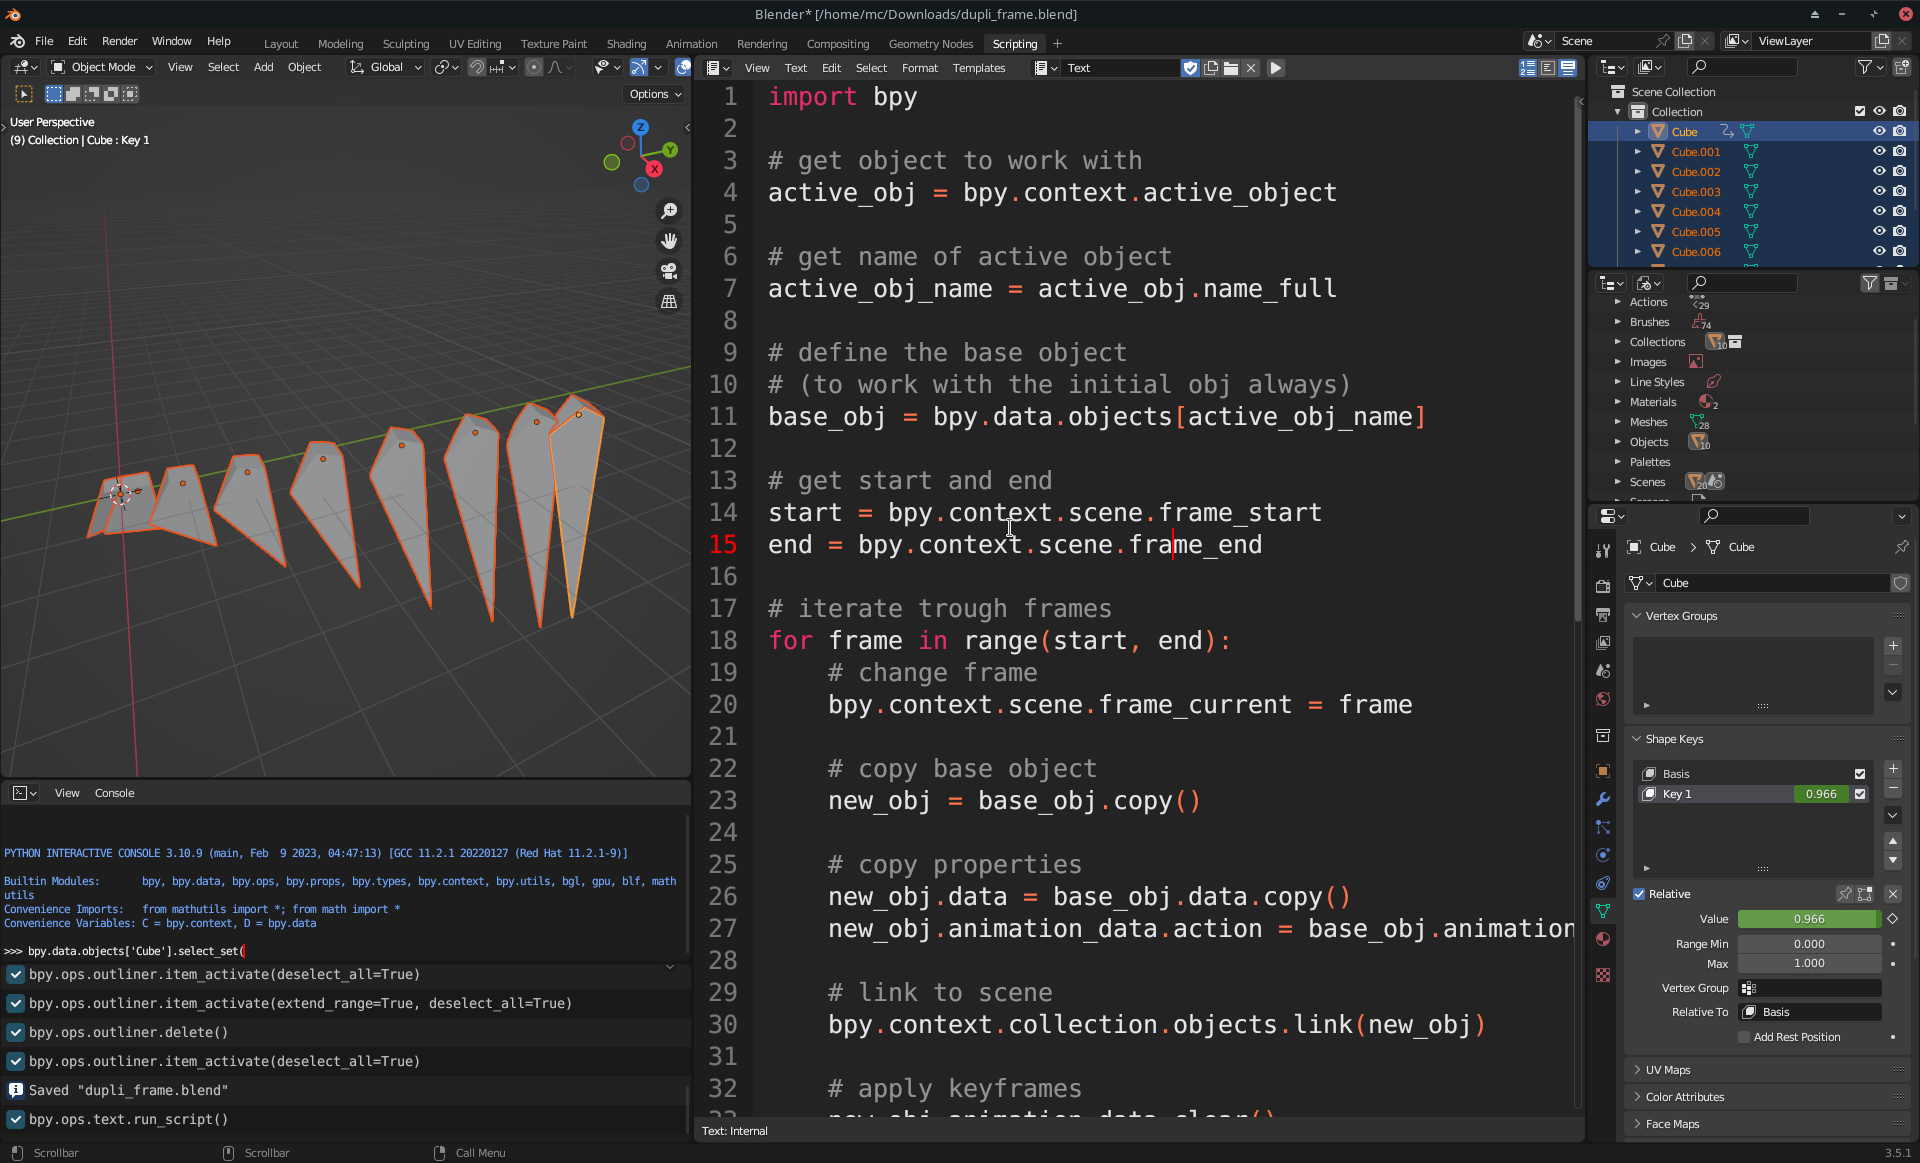 Blender* [/home/mc/Downloads/dupli_frame.blend]
File Edit Render Window Help
Layout Modeling Sculpting UV Editing Texture Paint Shading Animation Rendering Compositing Geometry Nodes Scripting +
Scene
ViewLayer
Object Mode View Select Add Object Global
Options
User Perspective
(9) Collection | Cube : Key 1
Z
Y
X
View Text Edit Select Format Templates Text
1 import bpy
2
3 # get object to work with
4 active_obj = bpy.context.active_object
5
6 # get name of active object
7 active_obj_name = active_obj.name_full
8
9 # define the base object
10 # (to work with the initial obj always)
11 base_obj = bpy.data.objects[active_obj_name]
12
13 # get start and end
14 start = bpy.context.scene.frame_start
15 end = bpy.context.scene.frame_end
16
17 # iterate trough frames
18 for frame in range(start, end):
19 # change frame
20 bpy.context.scene.frame_current = frame
21
22 # copy base object
23 new_obj = base_obj.copy()
24
25 # copy properties
26 new_obj.data = base_obj.data.copy()
27 new_obj.animation_data.action = base_obj.animation
28
29 # link to scene
30 bpy.context.collection.objects.link(new_obj)
31
32 # apply keyframes
33 new_obj.animation_data.clear()
Text: Internal
View Console
PYTHON INTERACTIVE CONSOLE 3.10.9 (main, Feb 9 2023, 04:47:13) [GCC 11.2.1 20220127 (Red Hat 11.2.1-9)]
Builtin Modules: bpy, bpy.data, bpy.ops, bpy.props, bpy.types, bpy.context, bpy.utils, bgl, gpu, blf, math
utils
Convenience Imports: from mathutils import *; from math import *
Convenience Variables: C = bpy.context, D = bpy.data
>>> bpy.data.objects['Cube'].select_set(
bpy.ops.outliner.item_activate(deselect_all=True)
bpy.ops.outliner.item_activate(extend_range=True, deselect_all=True)
bpy.ops.outliner.delete()
bpy.ops.outliner.item_activate(deselect_all=True)
Saved "dupli_frame.blend"
bpy.ops.text.run_script()
Scene Collection
Collection
Cube
Cube.001
Cube.002
Cube.003
Cube.004
Cube.005
Cube.006
Actions 29
Brushes 74
Collections 10
Images
Line Styles
Materials 2
Meshes 28
Objects 10
Palettes
Scenes 20
Cube > Cube
Cube
Vertex Groups
Shape Keys
Basis
Key 1 0.966
Relative
Value 0.966
Range Min 0.000
Max 1.000
Vertex Group
Relative To Basis
Add Rest Position
UV Maps
Color Attributes
Face Maps
Scrollbar Scrollbar Call Menu 3.5.1